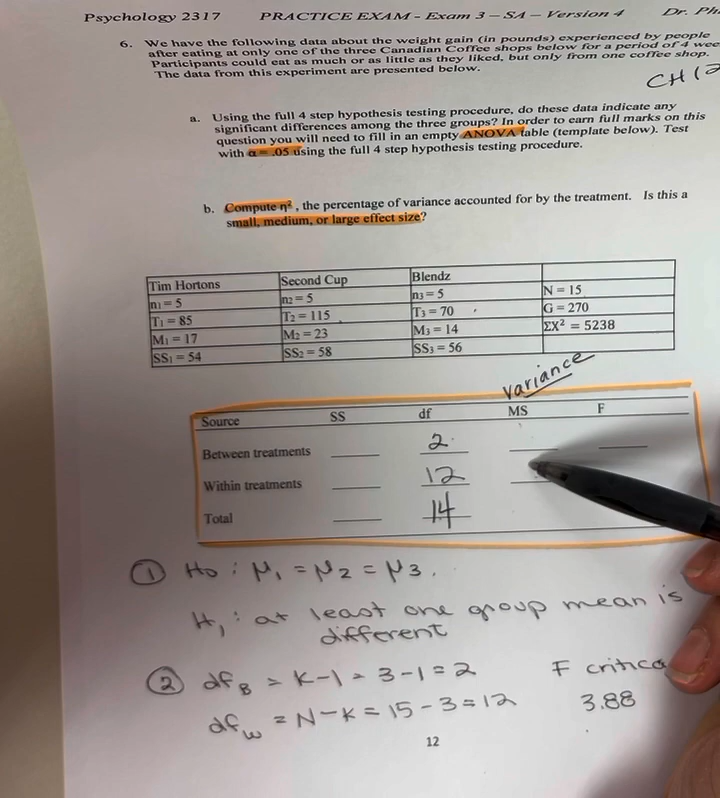 Psychology 2317 PRACTICE EXAM - Exam 3 – SA – Version 4 Dr. Ph
6. We have the following data about the weight gain (in pounds) experienced by people
after eating at only one of the three Canadian Coffee shops below for a period of 4 wee
Participants could eat as much or as little as they liked, but only from one coffee shop.
The data from this experiment are presented below.
CH 12
a. Using the full 4 step hypothesis testing procedure, do these data indicate any
significant differences among the three groups? In order to earn full marks on this
question you will need to fill in an empty ANOVA table (template below). Test
with α = .05 using the full 4 step hypothesis testing procedure.
b. Compute η², the percentage of variance accounted for by the treatment. Is this a
small, medium, or large effect size?
Tim Hortons Second Cup Blendz
n₁ = 5 n₂ = 5 n₃ = 5 N = 15
T₁ = 85 T₂ = 115 T₃ = 70 G = 270
M₁ = 17 M₂ = 23 M₃ = 14 ΣX² = 5238
SS₁ = 54 SS₂ = 58 SS₃ = 56
variance
Source SS df MS F
Between treatments 2
Within treatments 12
Total 14
① H₀ : μ₁ = μ₂ = μ₃.
H₁ : at least one group mean is
different
② df_B = K-1 = 3-1 = 2 F critica
df_w = N-K = 15-3 = 12 3.88
12